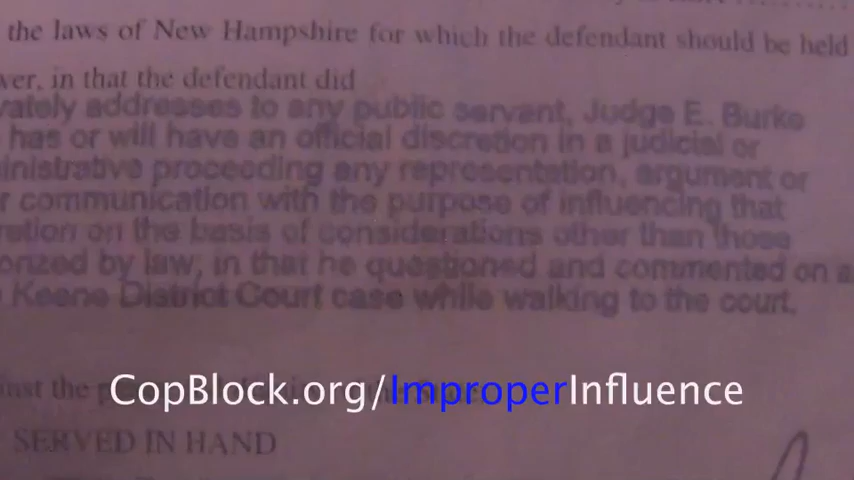 the laws of New Hampshire for which the defendant should be held
wer, in that the defendant did
vately addresses to any public servant, Judge E. Burke
has or will have an official discretion in a judicial or
inistrative proceeding any representation, argument or
r communication with the purpose of influencing that
retion on the basis of considerations other than those
orized by law, in that he questioned and commented on a
Keene District Court case while walking to the court.
inst the
CopBlock.org/ImproperInfluence
SERVED IN HAND